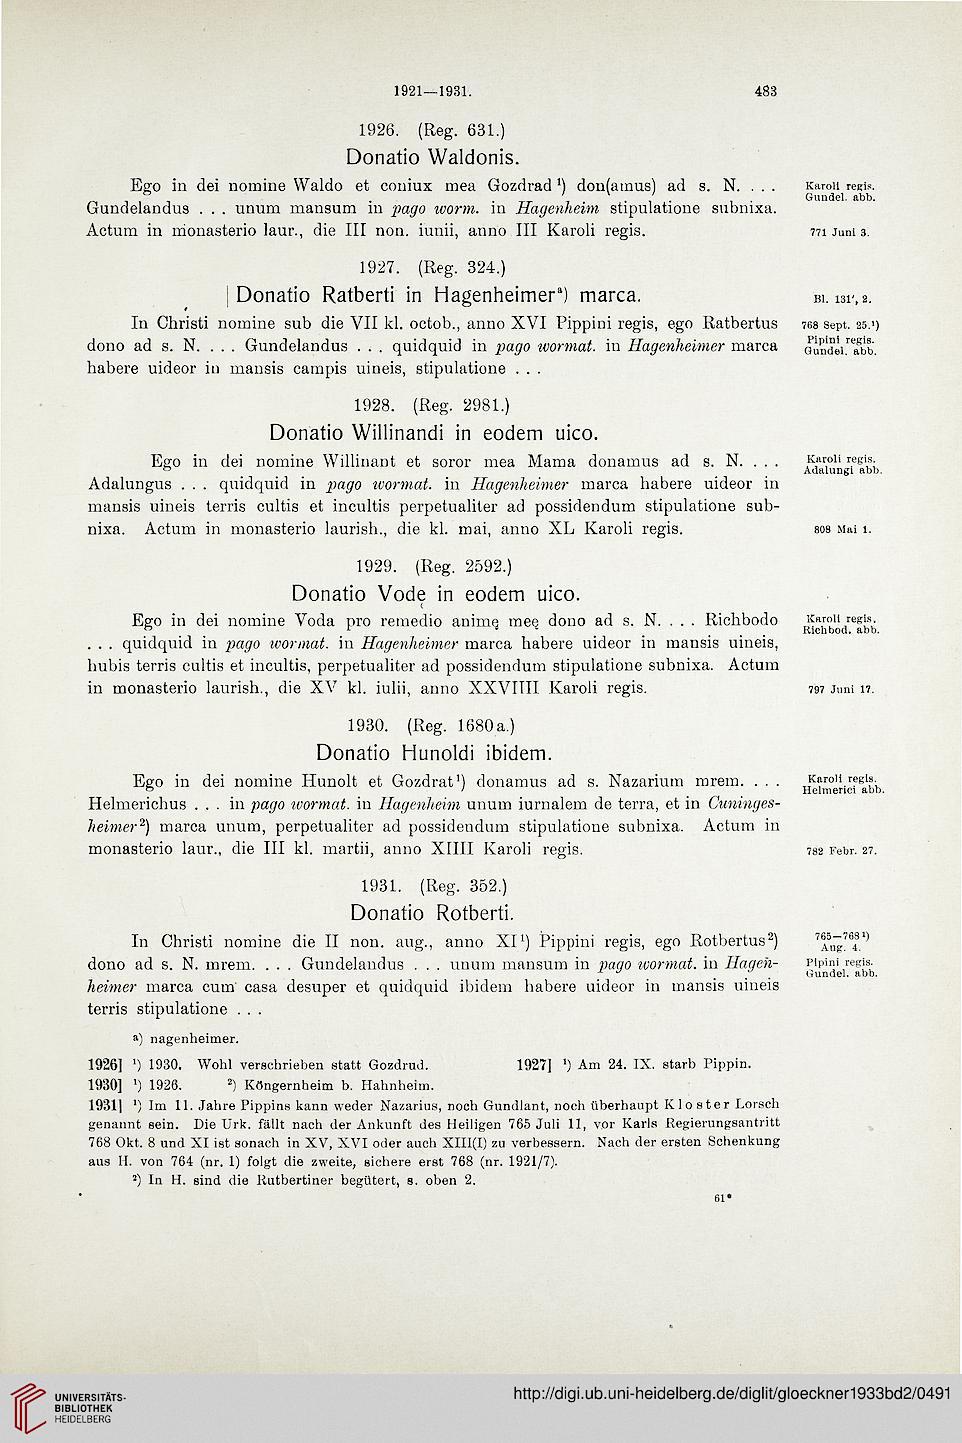 1921—1931. 483
1926. (Reg. 631.)
Donatio Waldonis.
Ego in dei nomine Waldo et coniux mea Gozdrad ¹) don(amus) ad s. N. . . . Karoli regis.
Gundel. abb.
Gundelandus . . . unum mansum in pago worm. in Hagenheim stipulatione subnixa.
Actum in monasterio laur., die III non. iunii, anno III Karoli regis. 771 Juni 3.
1927. (Reg. 324.)
| Donatio Ratberti in Hagenheimerᵃ) marca. Bl. 131', 2.
In Christi nomine sub die VII kl. octob., anno XVI Pippini regis, ego Ratbertus 768 Sept. 25.¹)
dono ad s. N. . . . Gundelandus . . . quidquid in pago wormat. in Hagenheimer marca Pipini regis.
Gundel. abb.
habere uideor in mansis campis uineis, stipulatione . . .
1928. (Reg. 2981.)
Donatio Willinandi in eodem uico.
Ego in dei nomine Willinant et soror mea Mama donamus ad s. N. . . . Karoli regis.
Adalungi abb.
Adalungus . . . quidquid in pago wormat. in Hagenheimer marca habere uideor in
mansis uineis terris cultis et incultis perpetualiter ad possidendum stipulatione sub-
nixa. Actum in monasterio laurish., die kl. mai, anno XL Karoli regis. 808 Mai 1.
1929. (Reg. 2592.)
Donatio Vodę in eodem uico.
Ego in dei nomine Voda pro remedio animę meę dono ad s. N. . . . Richbodo Karoli regis.
Richbod. abb.
. . . quidquid in pago wormat. in Hagenheimer marca habere uideor in mansis uineis,
hubis terris cultis et incultis, perpetualiter ad possidendum stipulatione subnixa. Actum
in monasterio laurish., die XV kl. iulii, anno XXVIIII Karoli regis. 797 Juni 17.
1930. (Reg. 1680a.)
Donatio Hunoldi ibidem.
Ego in dei nomine Hunolt et Gozdrat¹) donamus ad s. Nazarium mrem. . . . Karoli regis.
Helmerici abb.
Helmerichus . . . in pago wormat. in Hagenheim unum iurnalem de terra, et in Cuninges-
heimer²) marca unum, perpetualiter ad possidendum stipulatione subnixa. Actum in
monasterio laur., die III kl. martii, anno XIIII Karoli regis. 782 Febr. 27.
1931. (Reg. 352.)
Donatio Rotberti.
In Christi nomine die II non. aug., anno XI¹) Pippini regis, ego Rotbertus²) 765—768¹)
Aug. 4.
dono ad s. N. mrem. . . . Gundelandus . . . unum mansum in pago wormat. in Hagen- Pipini regis.
Gundel. abb.
heimer marca cum casa desuper et quidquid ibidem habere uideor in mansis uineis
terris stipulatione . . .
ᵃ) nagenheimer.
1926] ¹) 1930. Wohl verschrieben statt Gozdrud. 1927] ¹) Am 24. IX. starb Pippin.
1930] ¹) 1926. ²) Köngernheim b. Hahnheim.
1931] ¹) Im 11. Jahre Pippins kann weder Nazarius, noch Gundlant, noch überhaupt Kloster Lorsch
genannt sein. Die Urk. fällt nach der Ankunft des Heiligen 765 Juli 11, vor Karls Regierungsantritt
768 Okt. 8 und XI ist sonach in XV, XVI oder auch XIII(I) zu verbessern. Nach der ersten Schenkung
aus H. von 764 (nr. 1) folgt die zweite, sichere erst 768 (nr. 1921/7).
²) In H. sind die Rutbertiner begütert, s. oben 2.
61*
UNIVERSITÄTS-
BIBLIOTHEK
HEIDELBERG
http://digi.ub.uni-heidelberg.de/diglit/gloeckner1933bd2/0491